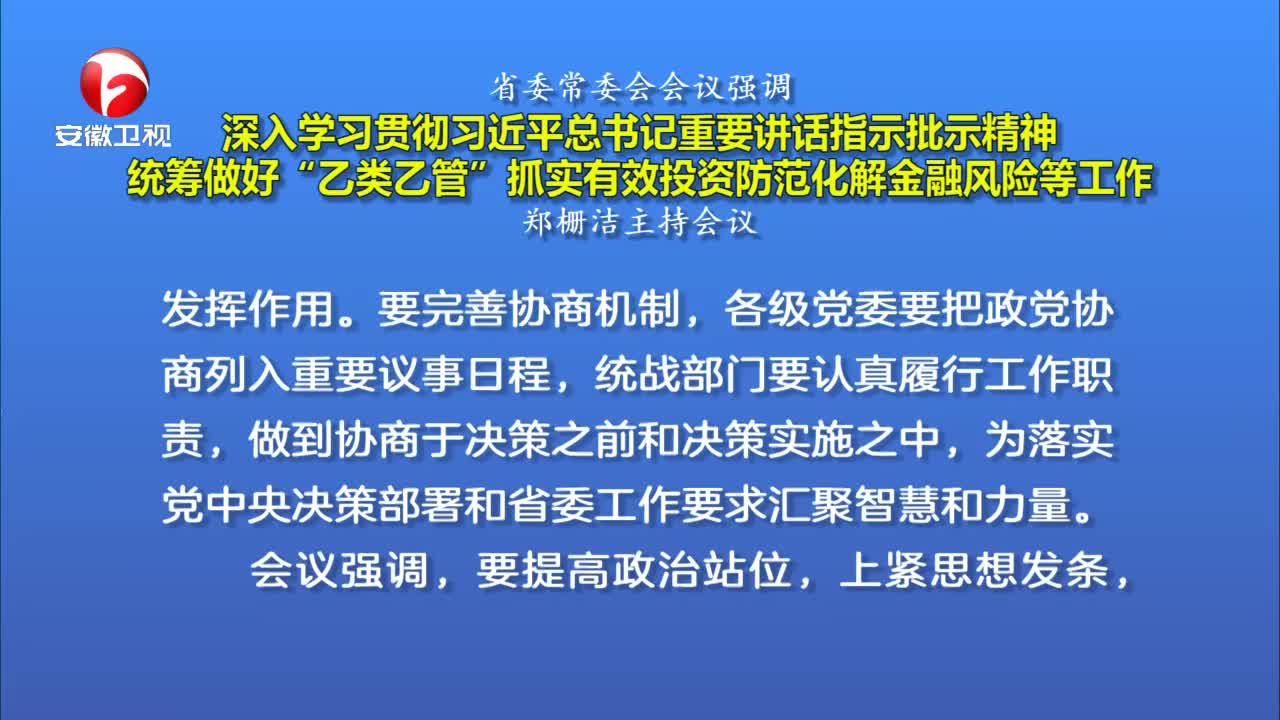 安徽卫视
省委常委会会议强调
深入学习贯彻习近平总书记重要讲话指示批示精神
统筹做好“乙类乙管”抓实有效投资防范化解金融风险等工作
郑栅洁主持会议
发挥作用。要完善协商机制，各级党委要把政党协
商列入重要议事日程，统战部门要认真履行工作职
责，做到协商于决策之前和决策实施之中，为落实
党中央决策部署和省委工作要求汇聚智慧和力量。
会议强调，要提高政治站位，上紧思想发条，